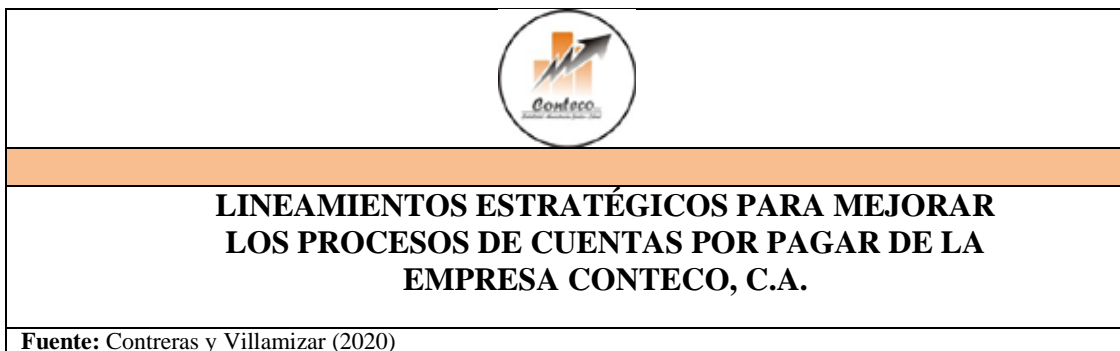 Conteco
LINEAMIENTOS ESTRATÉGICOS PARA MEJORAR
LOS PROCESOS DE CUENTAS POR PAGAR DE LA
EMPRESA CONTECO, C.A.
Fuente: Contreras y Villamizar (2020)